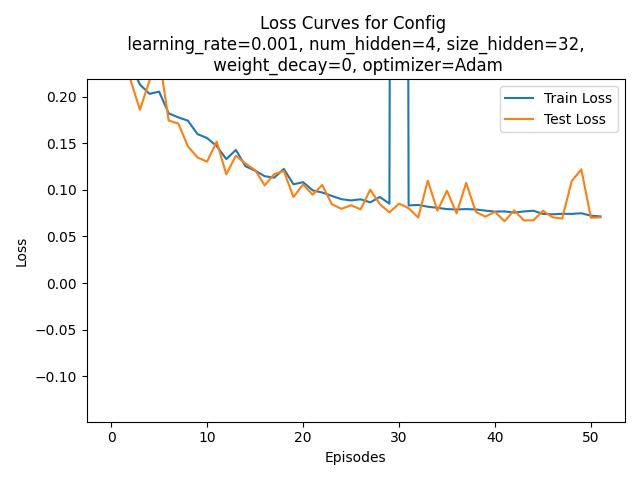 Loss Curves for Config
learning_rate=0.001, num_hidden=4, size_hidden=32,
weight_decay=0, optimizer=Adam
Train Loss
Test Loss
0.20
0.15
0.10
0.05
0.00
−0.05
−0.10
Loss
0 10 20 30 40 50
Episodes